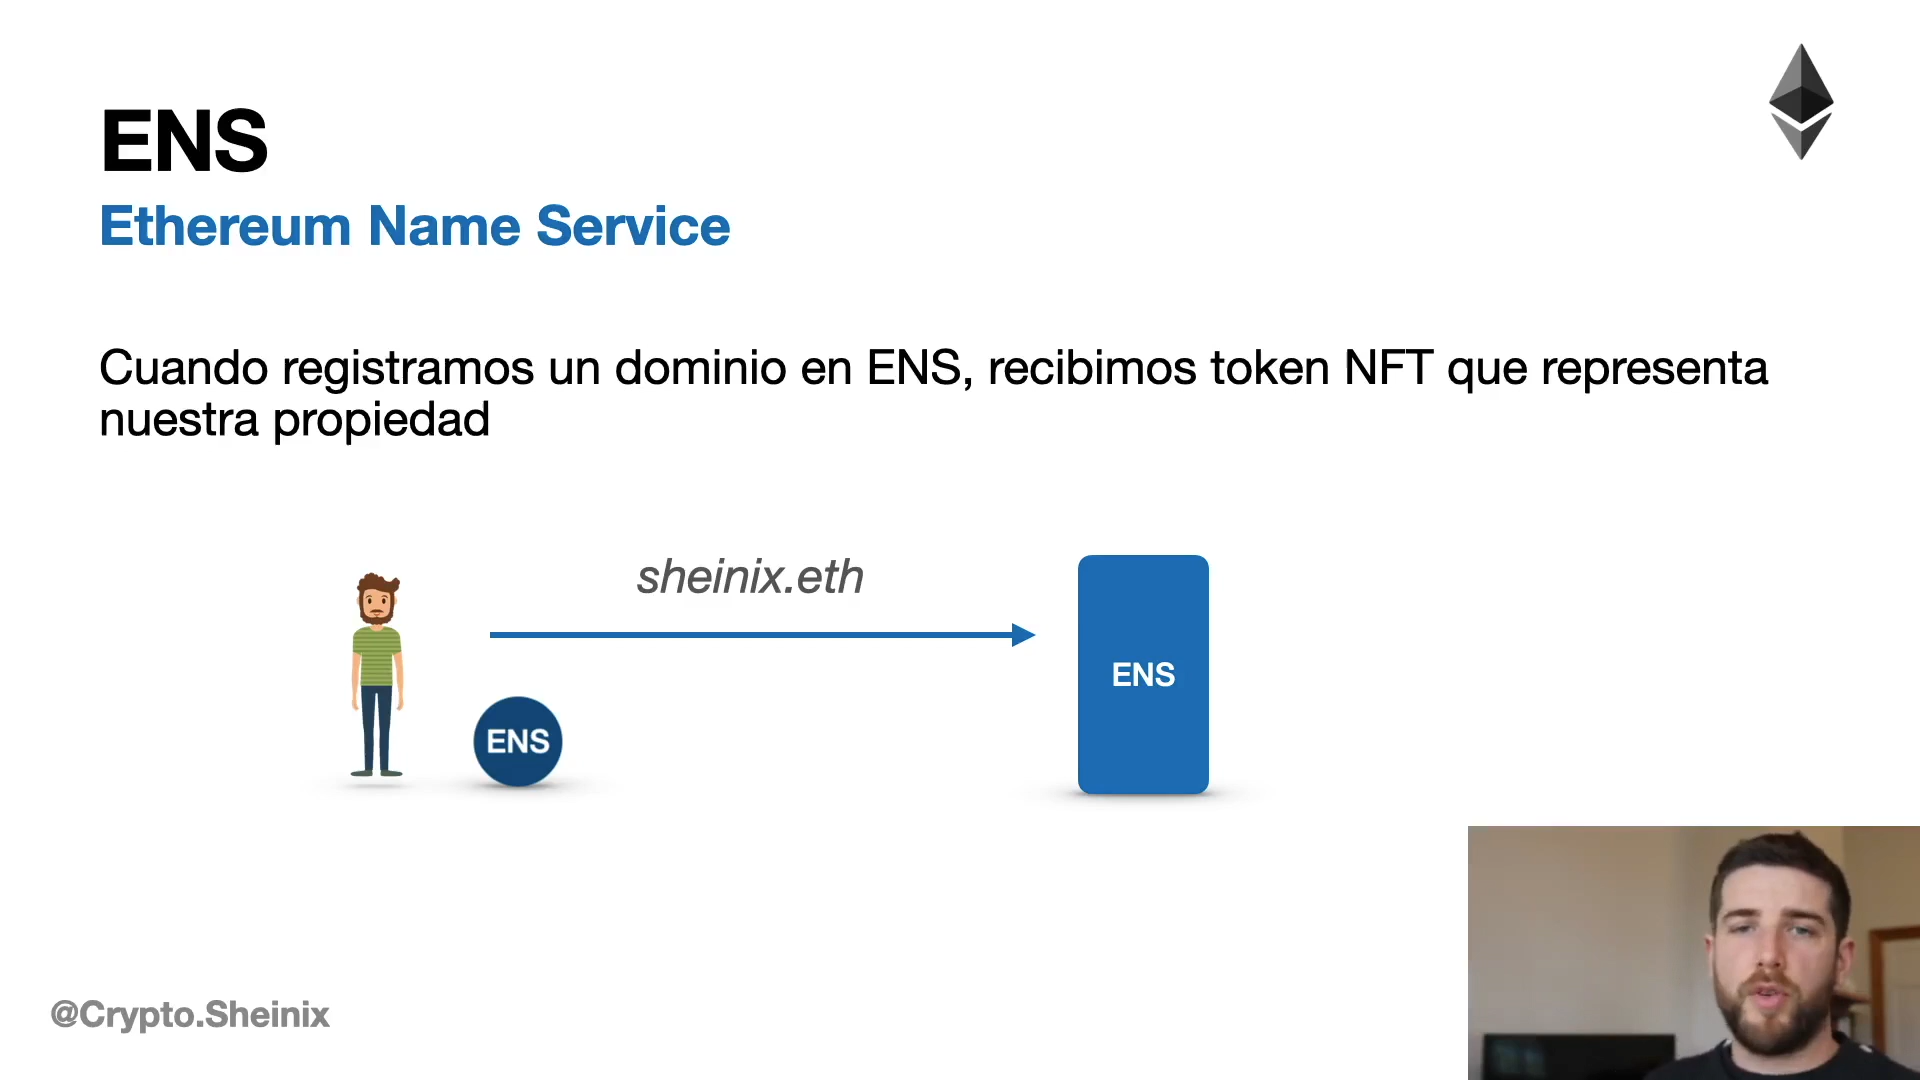 ENS
Ethereum Name Service
Cuando registramos un dominio en ENS, recibimos token NFT que representa
nuestra propiedad
sheinix.eth
ENS
ENS
@Crypto.Sheinix